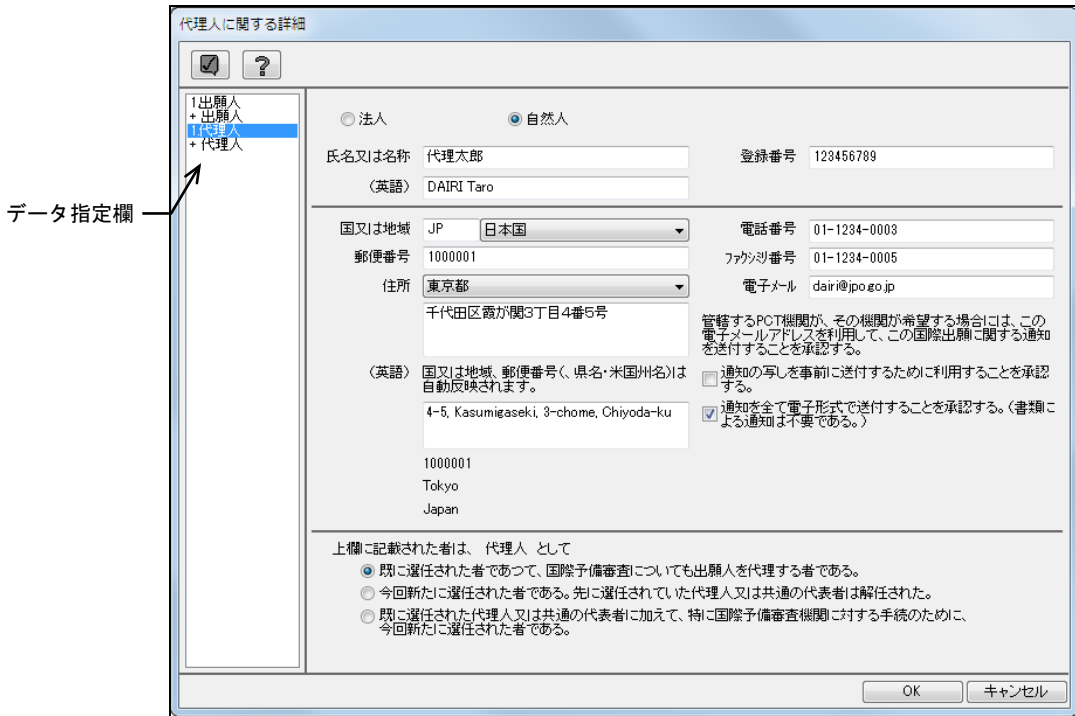 代理人に関する詳細
1出願人
+ 出願人
1代理人
+ 代理人
データ指定欄
法人
自然人
氏名又は名称 代理太郎
登録番号 123456789
(英語) DAIRI Taro
国又は地域 JP 日本国
電話番号 01-1234-0003
郵便番号 1000001
ファクシミリ番号 01-1234-0005
住所 東京都
電子メール dairi@jpo.go.jp
千代田区霞が関3丁目4番5号
管轄するPCT機関が、その機関が希望する場合には、この
電子メールアドレスを利用して、この国際出願に関する通知
を送付することを承認する。
(英語) 国又は地域、郵便番号(、県名・米国州名)は
自動反映されます。
通知の写しを事前に送付するために利用することを承認
する。
4-5, Kasumigaseki, 3-chome, Chiyoda-ku
通知を全て電子形式で送付することを承認する。(書類に
よる通知は不要である。)
1000001
Tokyo
Japan
上欄に記載された者は、 代理人 として
既に選任された者であつて、国際予備審査についても出願人を代理する者である。
今回新たに選任された者である。先に選任されていた代理人又は共通の代表者は解任された。
既に選任された代理人又は共通の代表者に加えて、特に国際予備審査機関に対する手続のために、
今回新たに選任された者である。
OK
キャンセル